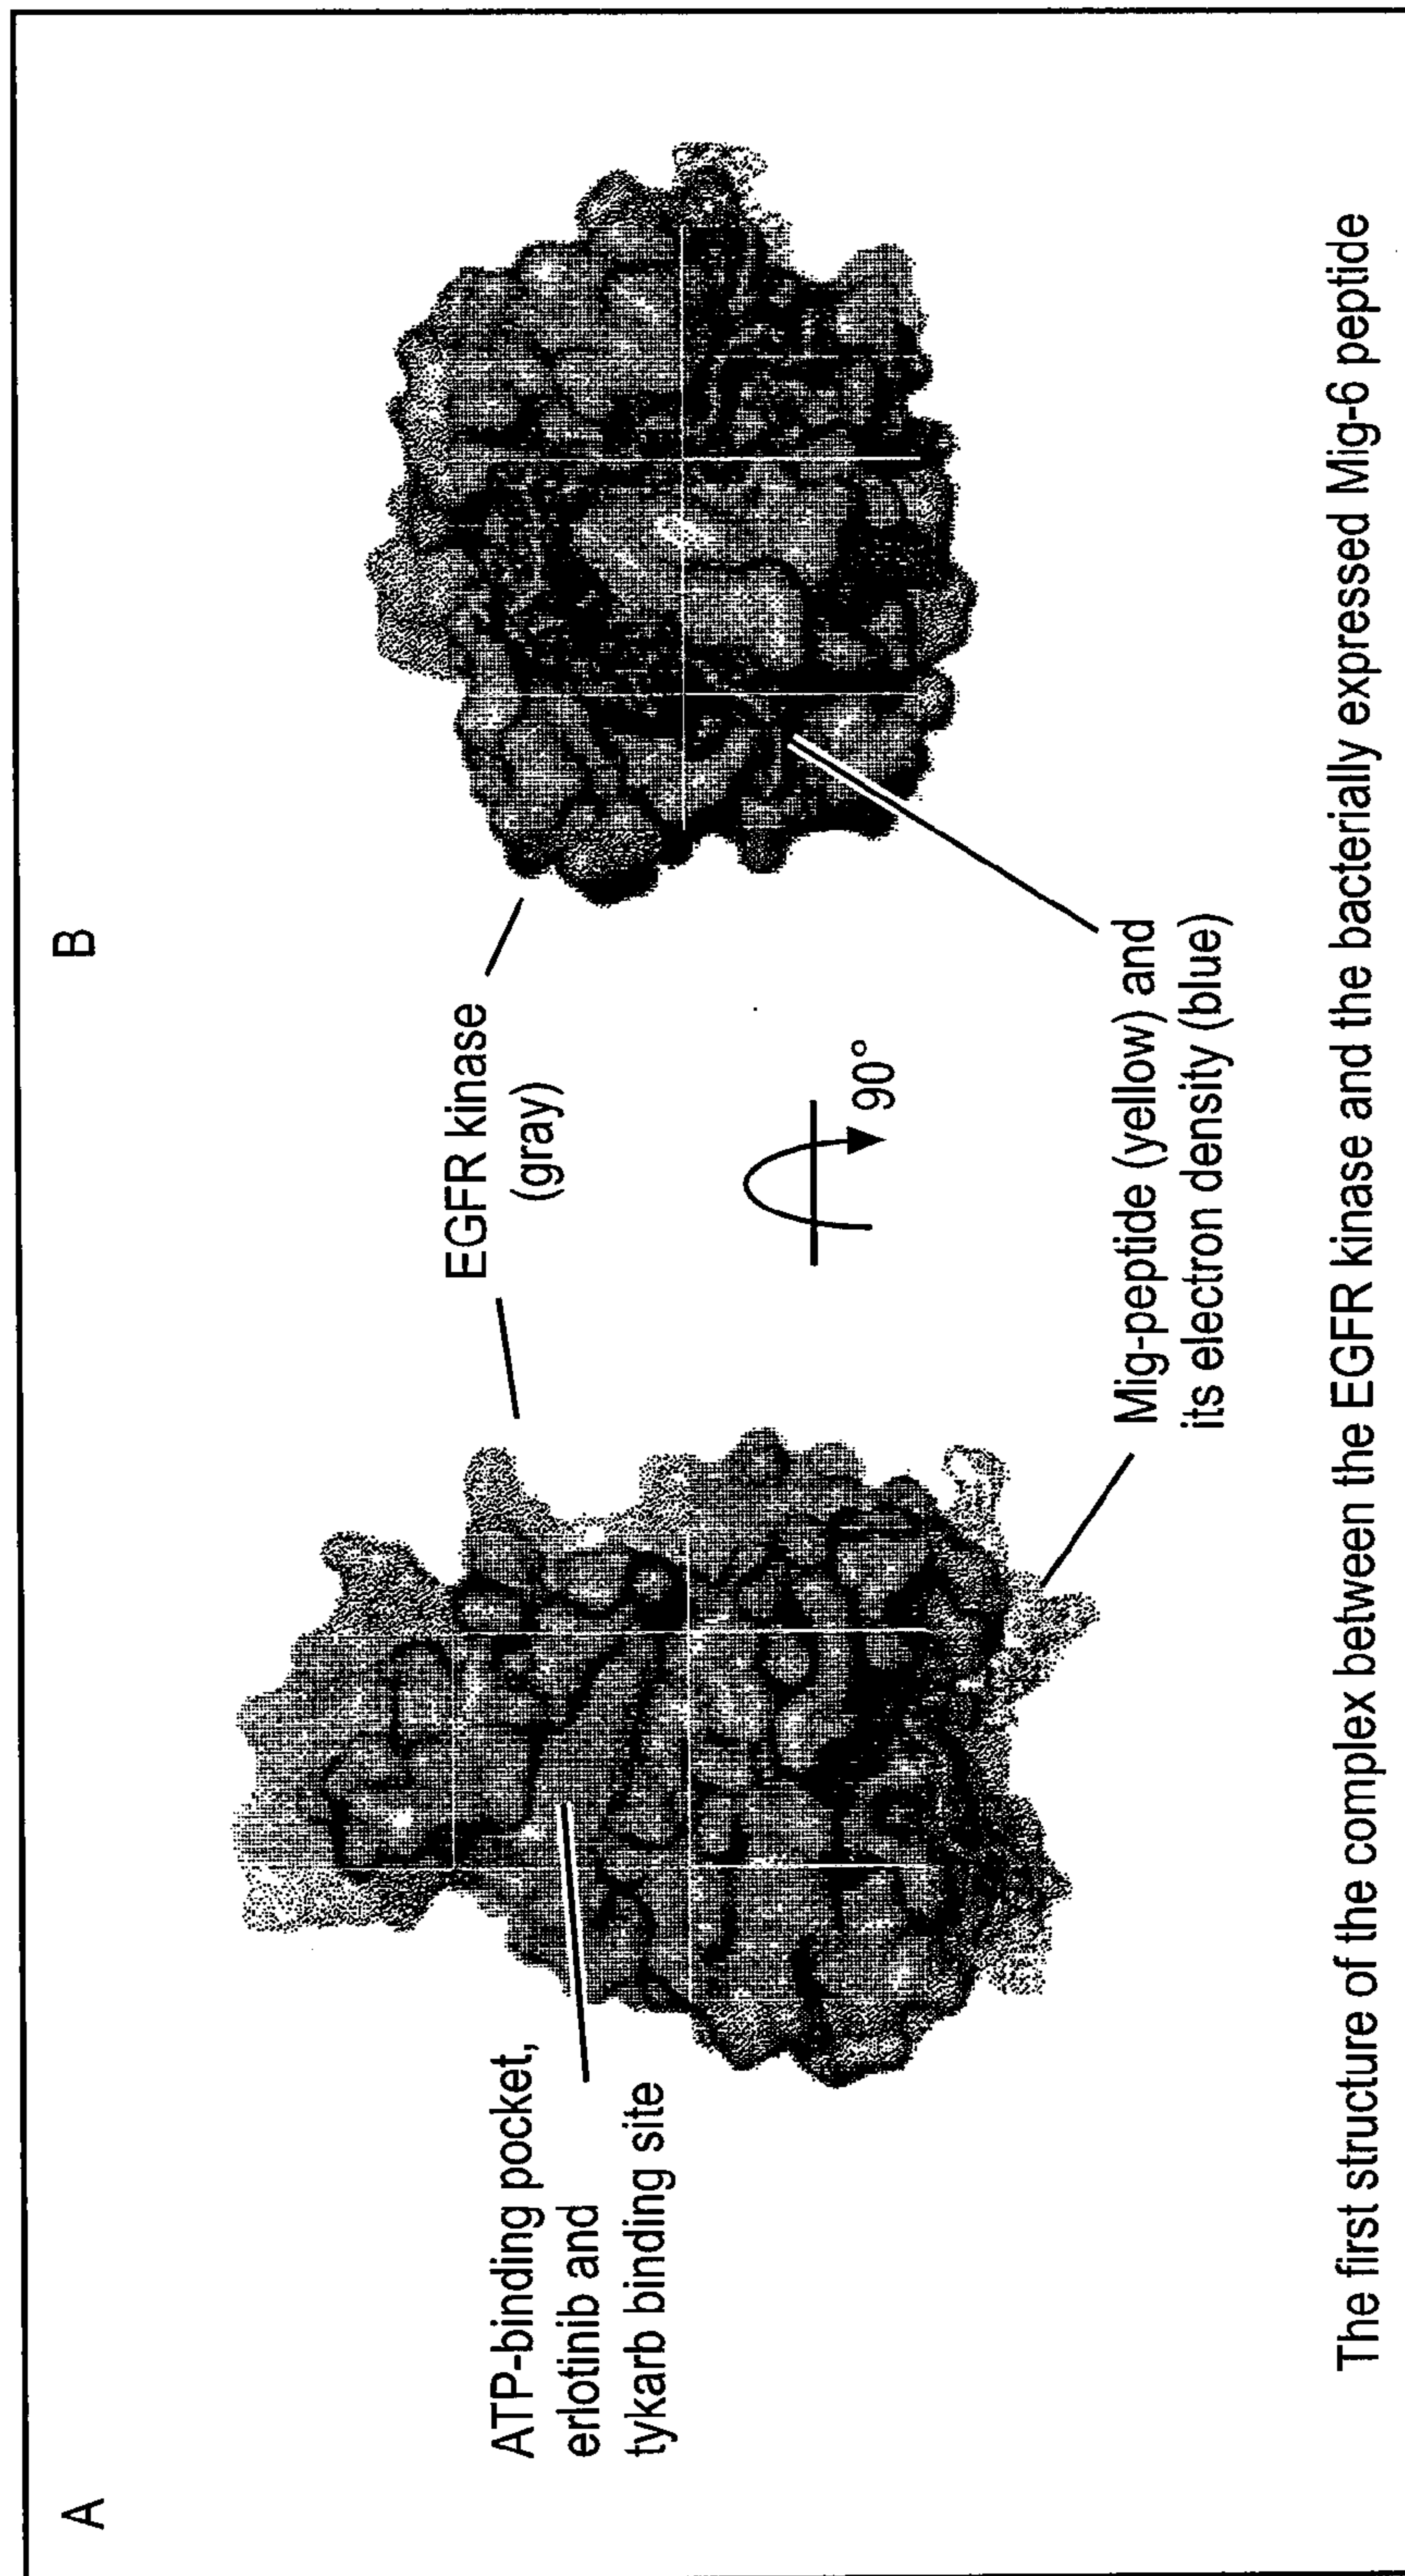 A
B
ATP-binding pocket,
erlotinib and
tykarb binding site
EGFR kinase
(gray)
90°
Mig-peptide (yellow) and
its electron density (blue)
The first structure of the complex between the EGFR kinase and the bacterially expressed Mig-6 peptide